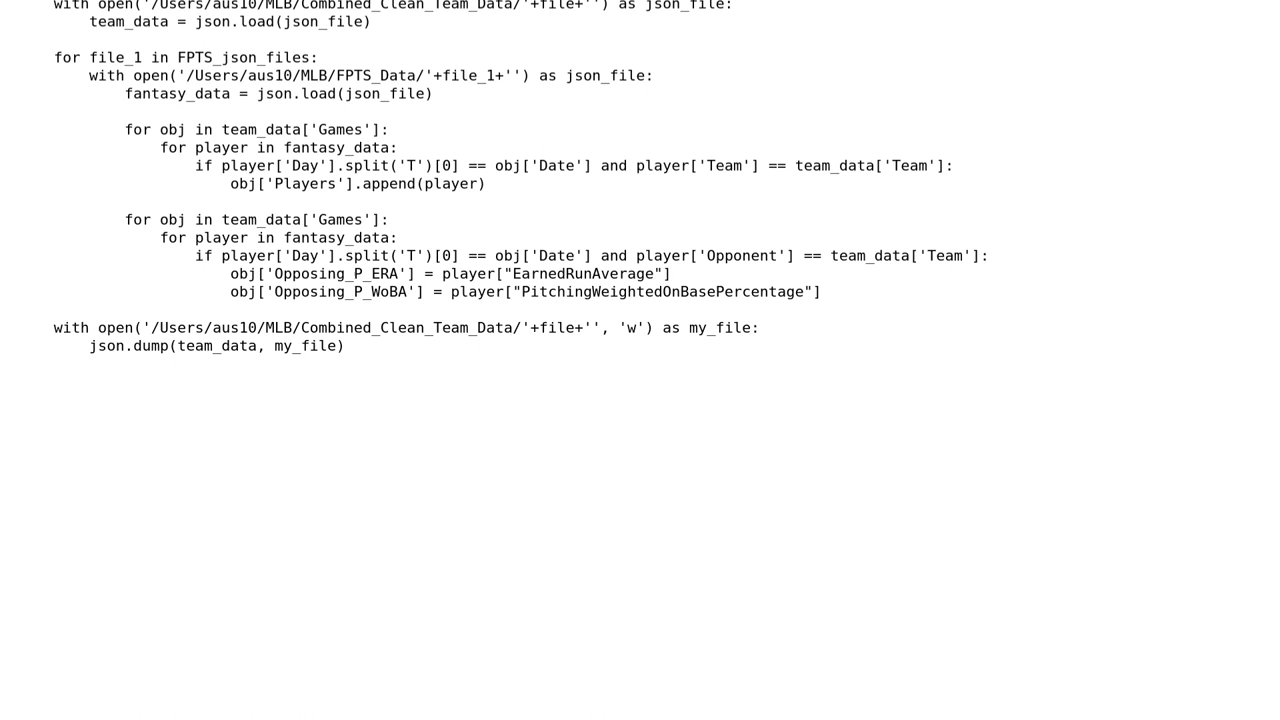 with open('/Users/aus10/MLB/Combined_Clean_Team_Data/'+file+'') as json_file:
    team_data = json.load(json_file)

for file_1 in FPTS_json_files:
    with open('/Users/aus10/MLB/FPTS_Data/'+file_1+'') as json_file:
        fantasy_data = json.load(json_file)

        for obj in team_data['Games']:
            for player in fantasy_data:
                if player['Day'].split('T')[0] == obj['Date'] and player['Team'] == team_data['Team']:
                    obj['Players'].append(player)

        for obj in team_data['Games']:
            for player in fantasy_data:
                if player['Day'].split('T')[0] == obj['Date'] and player['Opponent'] == team_data['Team']:
                    obj['Opposing_P_ERA'] = player["EarnedRunAverage"]
                    obj['Opposing_P_WoBA'] = player["PitchingWeightedOnBasePercentage"]

with open('/Users/aus10/MLB/Combined_Clean_Team_Data/'+file+'', 'w') as my_file:
    json.dump(team_data, my_file)